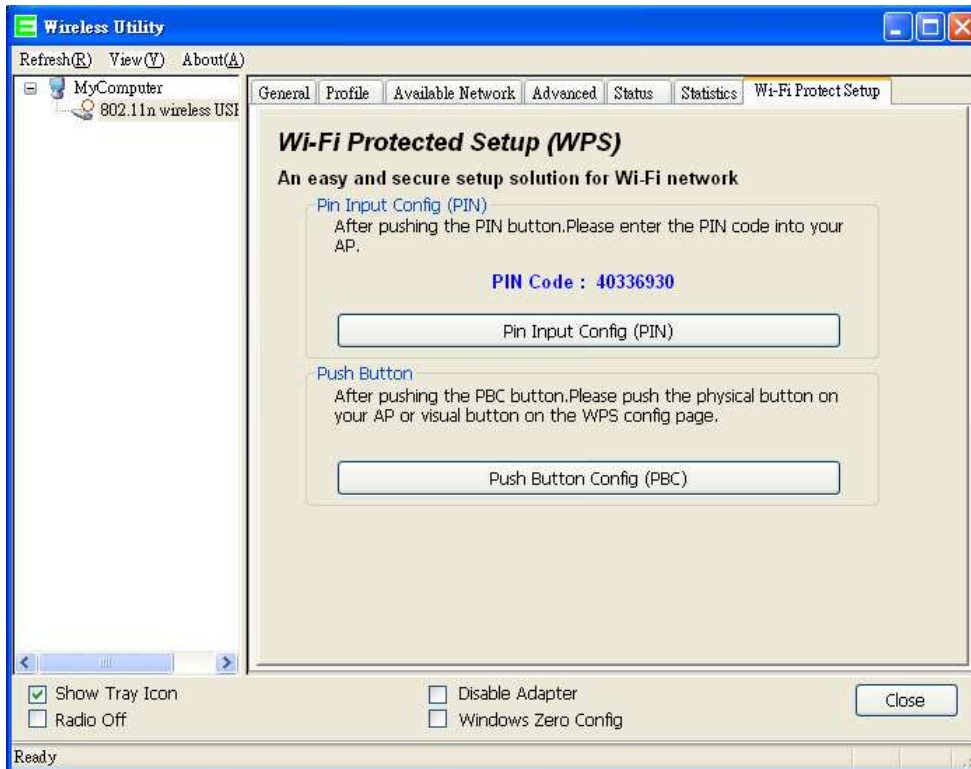 Wireless Utility
Refresh(R) View(V) About(A)
MyComputer
802.11n wireless USB
General Profile Available Network Advanced Status Statistics Wi-Fi Protect Setup
Wi-Fi Protected Setup (WPS)
An easy and secure setup solution for Wi-Fi network
Pin Input Config (PIN)
After pushing the PIN button.Please enter the PIN code into your
AP.
PIN Code : 40336930
Pin Input Config (PIN)
Push Button
After pushing the PBC button.Please push the physical button on
your AP or visual button on the WPS config page.
Push Button Config (PBC)
Show Tray Icon
Radio Off
Disable Adapter
Windows Zero Config
Close
Ready